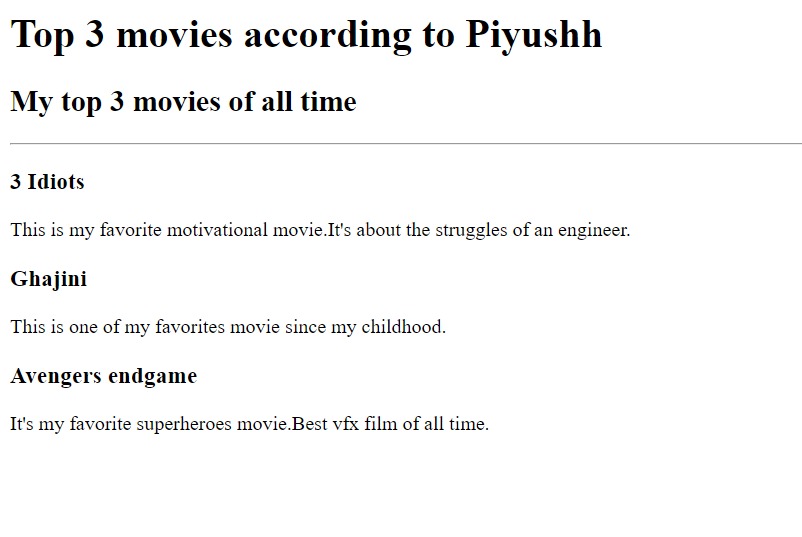 Top 3 movies according to Piyushh
My top 3 movies of all time
3 Idiots
This is my favorite motivational movie.It's about the struggles of an engineer.
Ghajini
This is one of my favorites movie since my childhood.
Avengers endgame
It's my favorite superheroes movie.Best vfx film of all time.